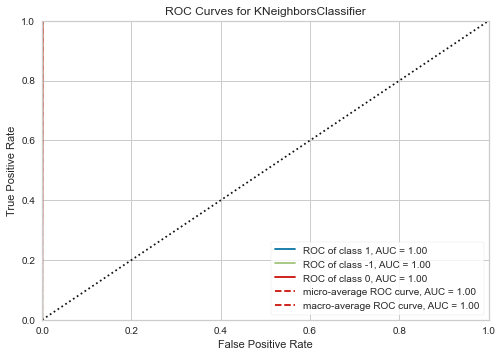 ROC Curves for KNeighborsClassifier
1.0
0.8
0.6
0.4
0.2
0.0
True Positive Rate
ROC of class 1, AUC = 1.00
ROC of class -1, AUC = 1.00
ROC of class 0, AUC = 1.00
micro-average ROC curve, AUC = 1.00
macro-average ROC curve, AUC = 1.00
0.0 0.2 0.4 0.6 0.8 1.0
False Positive Rate